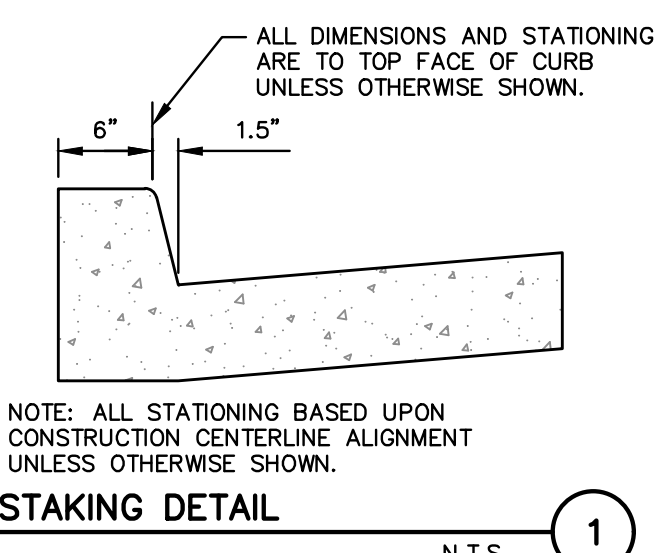 ALL DIMENSIONS AND STATIONING
ARE TO TOP FACE OF CURB
UNLESS OTHERWISE SHOWN.
6" 1.5"
NOTE: ALL STATIONING BASED UPON
CONSTRUCTION CENTERLINE ALIGNMENT
UNLESS OTHERWISE SHOWN.
STAKING DETAIL
1
N.T.S.